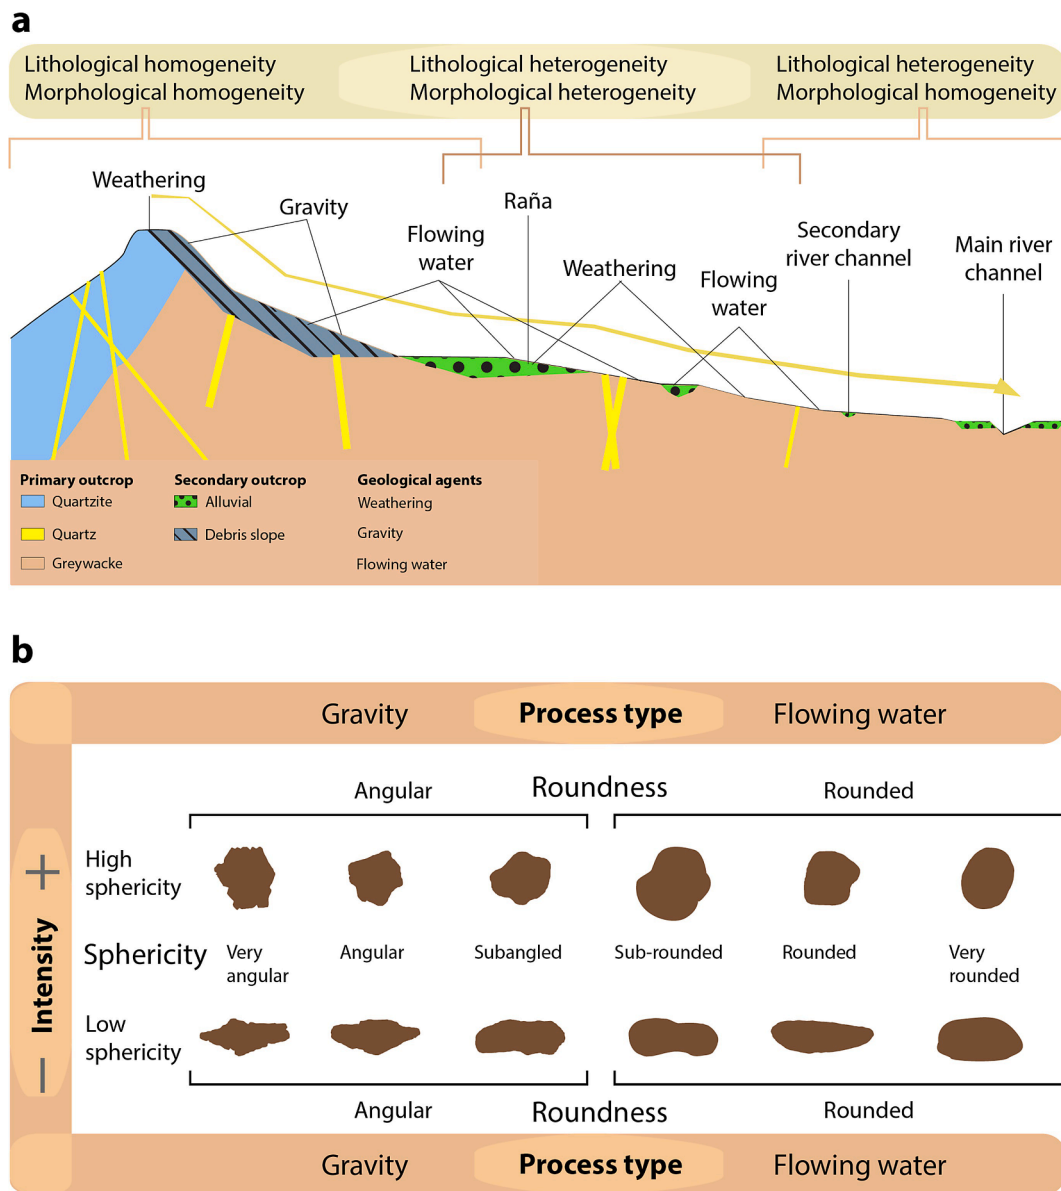 a
Lithological homogeneity
Morphological homogeneity
Lithological heterogeneity
Morphological heterogeneity
Lithological heterogeneity
Morphological homogeneity
Weathering
Gravity
Flowing
water
Raña
Weathering
Flowing
water
Secondary
river channel
Main river
channel
Primary outcrop
Quartzite
Quartz
Greywacke
Secondary outcrop
Alluvial
Debris slope
Geological agents
Weathering
Gravity
Flowing water
b
Gravity
Process type
Flowing water
Angular
Roundness
Rounded
+
Intensity
−
High
sphericity
Sphericity
Very
angular
Angular
Subangled
Sub-rounded
Rounded
Very
rounded
Low
sphericity
Angular
Roundness
Rounded
Gravity
Process type
Flowing water